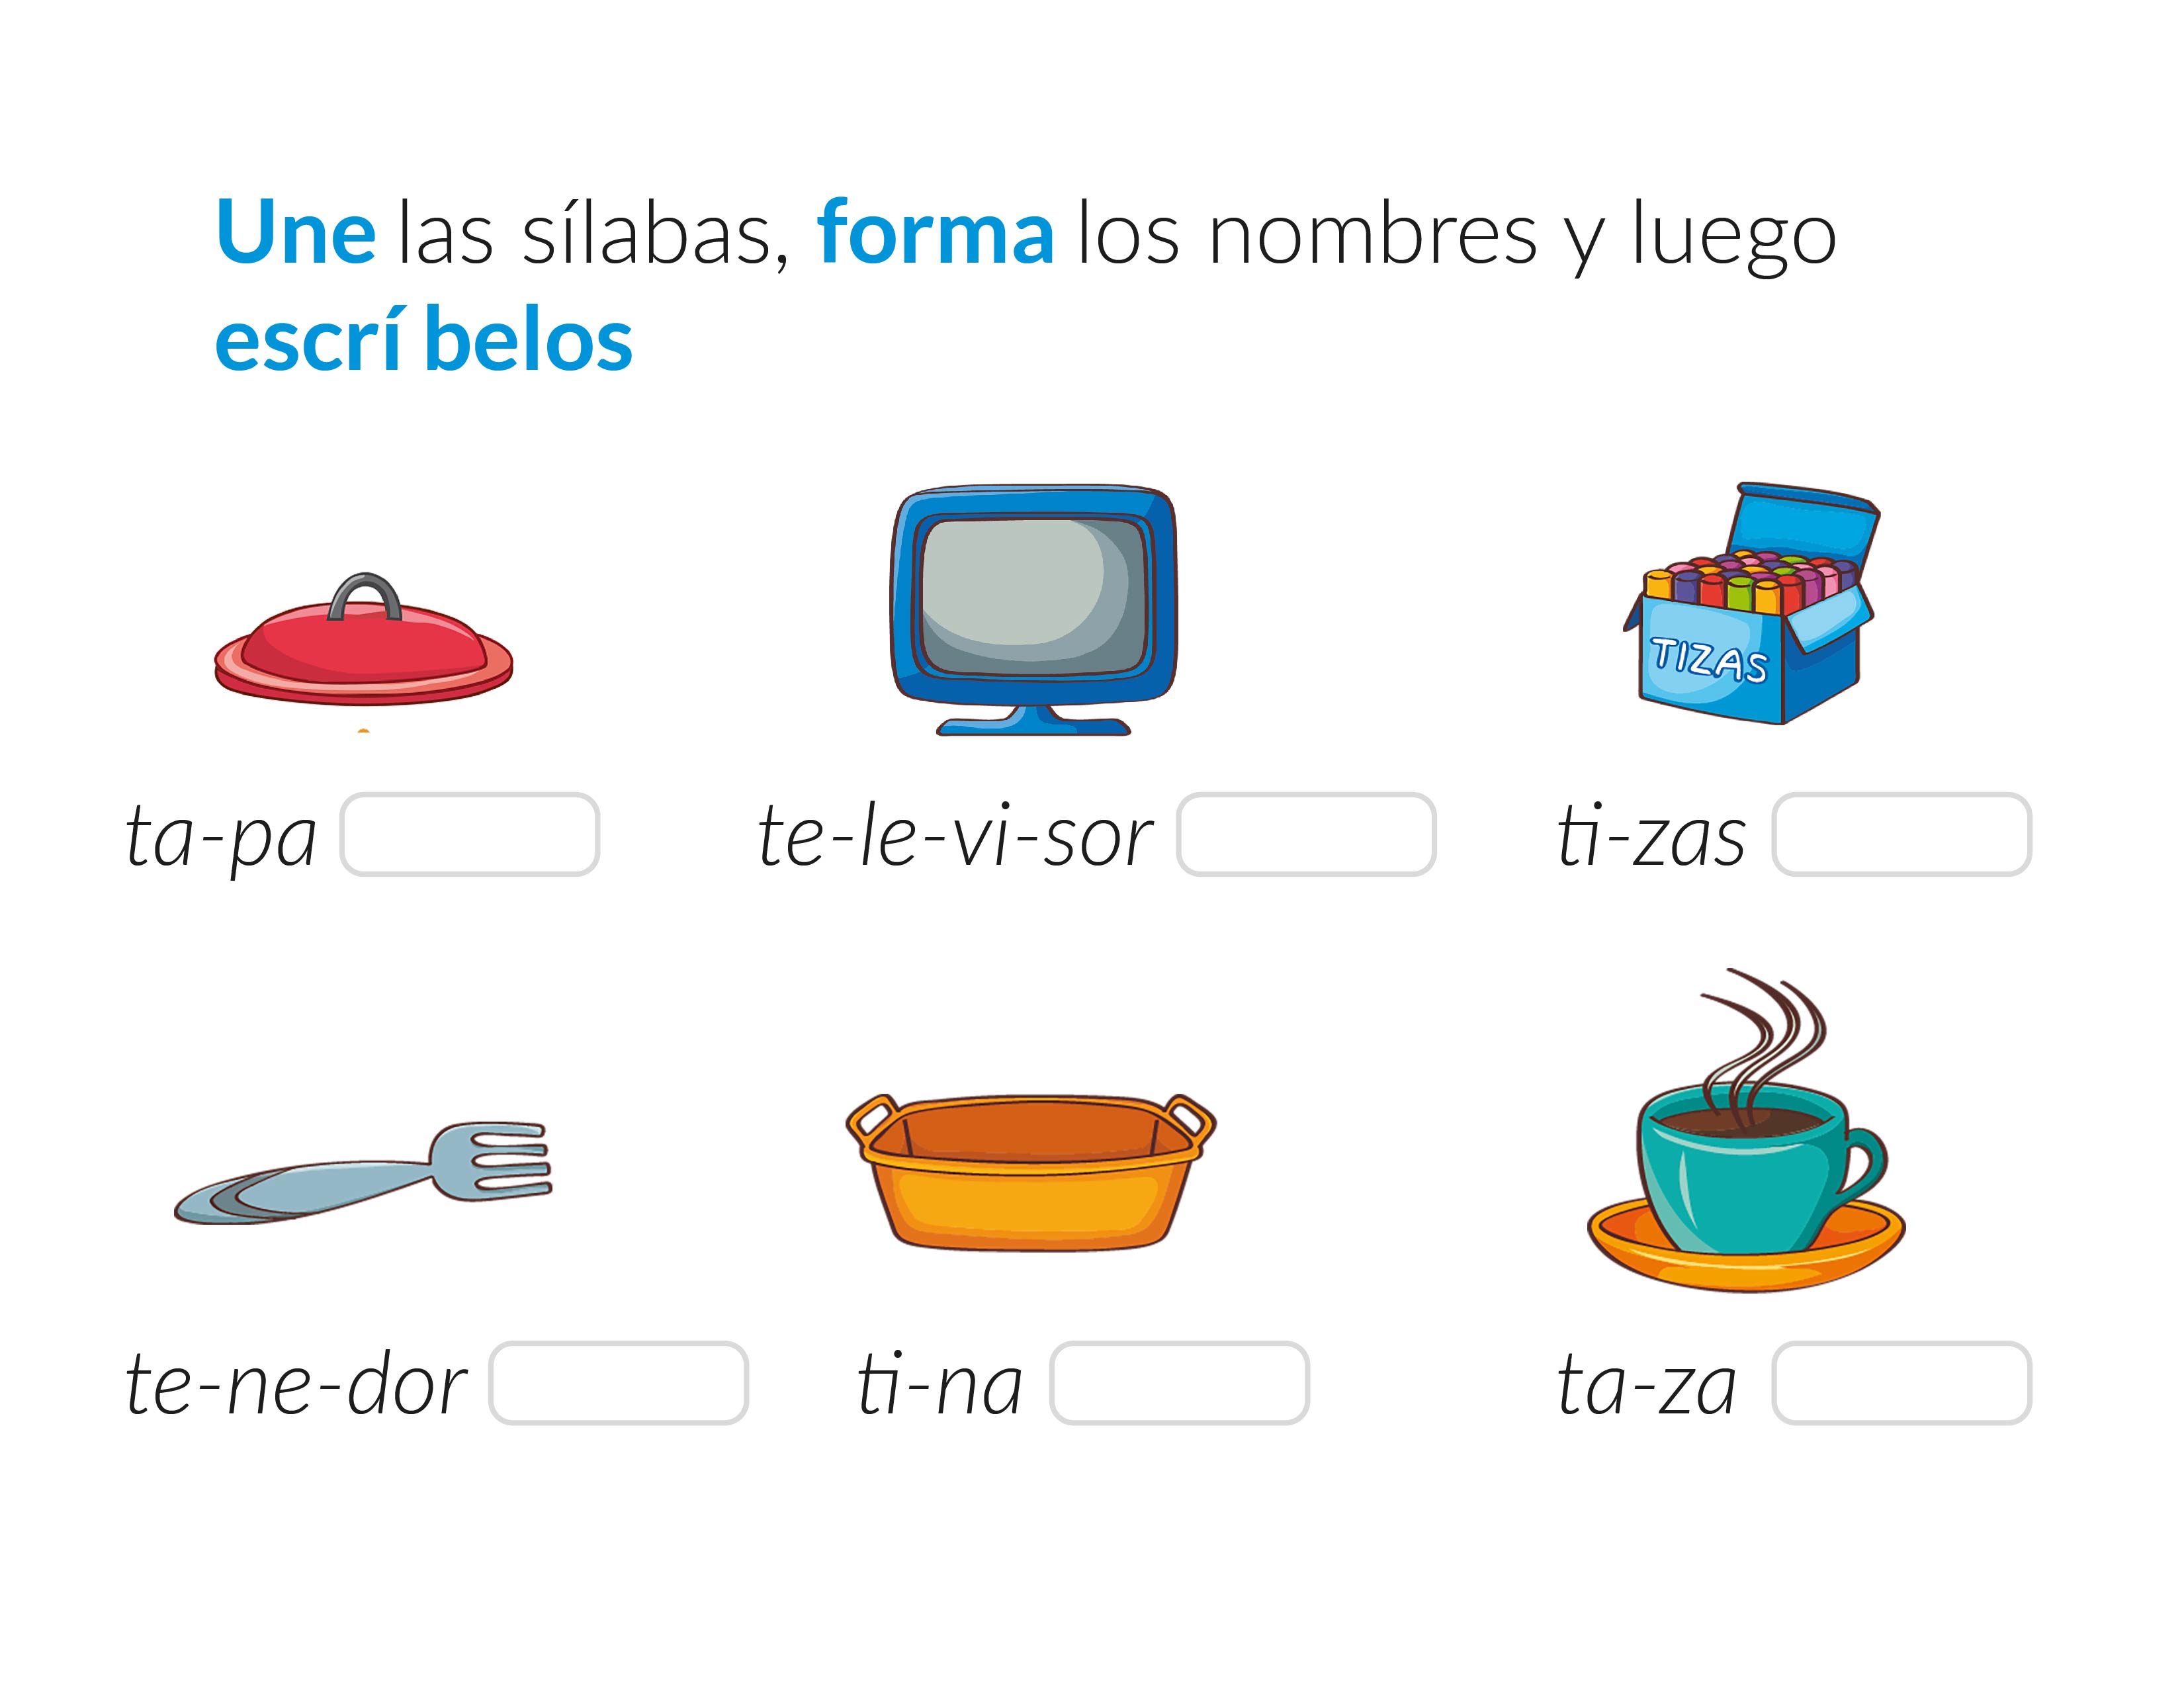 Une las sílabas, forma los nombres y luego
escrí belos
TIZAS
ta-pa
te-le-vi-sor
ti-zas
te-ne-dor
ti-na
ta-za